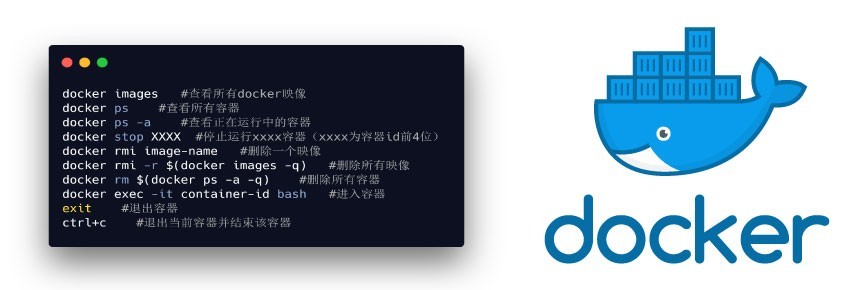 docker images #查看所有docker映像
docker ps #查看所有容器
docker ps -a #查看正在运行中的容器
docker stop XXXX #停止运行xxxx容器（xxxx为容器id前4位）
docker rmi image-name #删除一个映像
docker rmi -r $(docker images -q) #删除所有映像
docker rm $(docker ps -a -q) #删除所有容器
docker exec -it container-id bash #进入容器
exit #退出容器
ctrl+c #退出当前容器并结束该容器
docker